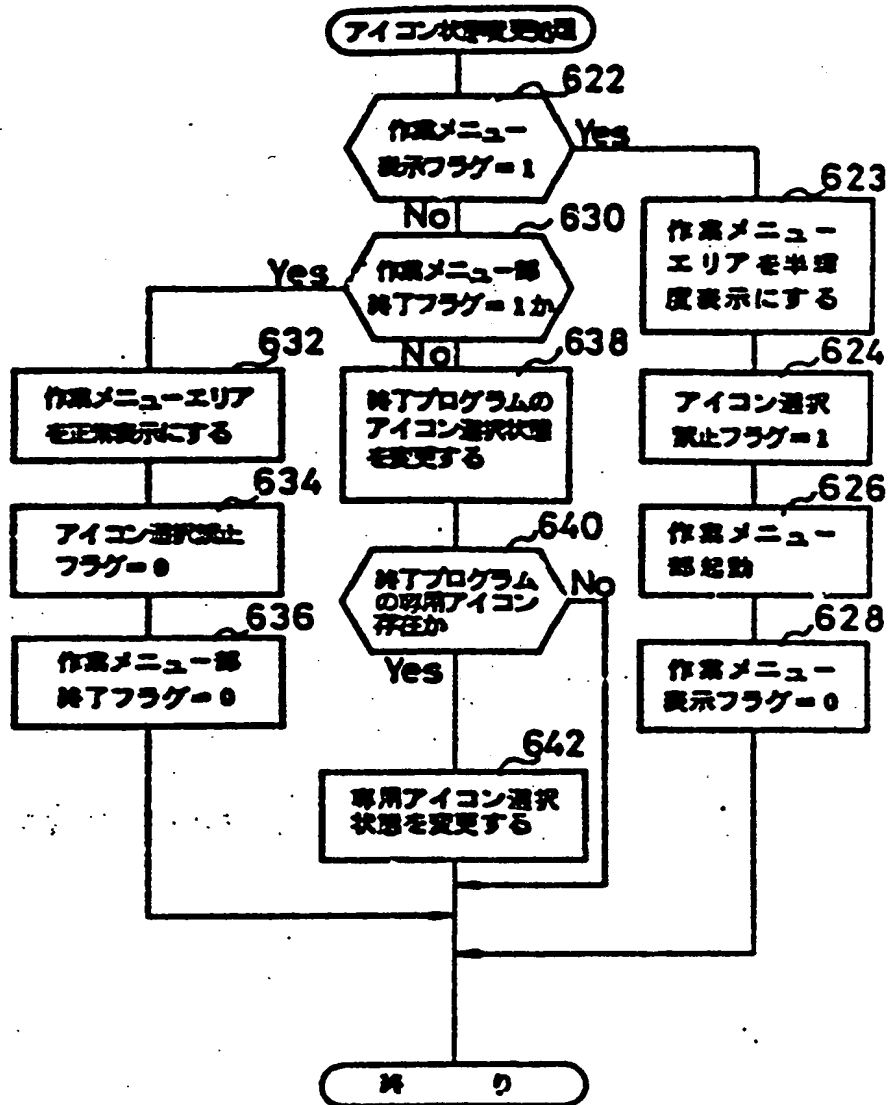 アイコン状態変更処理
622
作業メニュー
表示フラグ=1
Yes
No
623
作業メニュー
エリアを半輝
度表示にする
630
作業メニュー部
終了フラグ=1か
Yes
No
624
アイコン選択
禁止フラグ=1
632
作業メニューエリア
を正常表示にする
638
終了プログラムの
アイコン選択状態
を変更する
626
作業メニュー
部起動
634
アイコン選択禁止
フラグ=0
640
終了プログラム
の専用アイコン
存在か
No
Yes
628
作業メニュー
表示フラグ=0
636
作業メニュー部
終了フラグ=0
642
専用アイコン選択
状態を変更する
終り